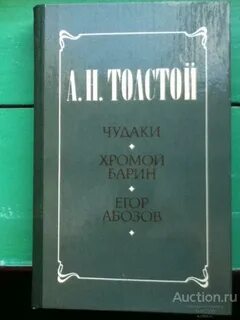 А. Н. ТОЛСТОЙ
ЧУДАКИ
ХРОМОЙ
БАРИН
ЕГОР
АБОЗОВ
Auction.ru